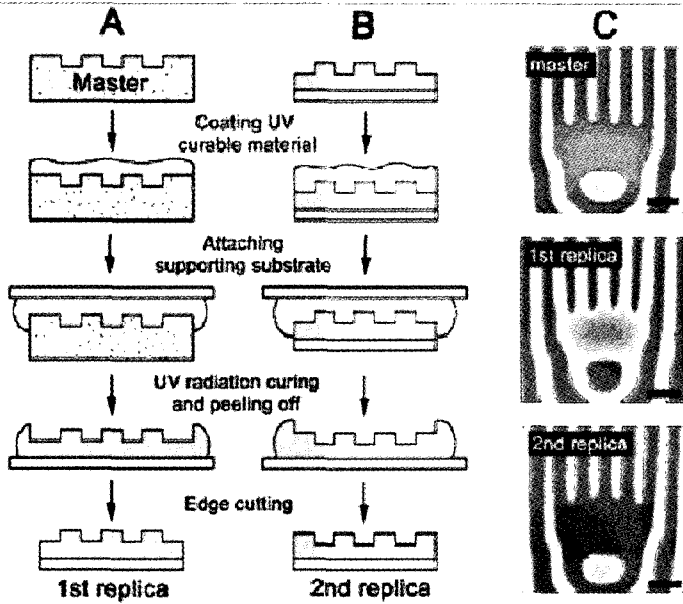 A
B
C
Master
Coating UV
curable material
Attaching
supporting substrate
UV radiation curing
and peeling off
Edge cutting
1st replica
2nd replica
master
1st replica
2nd replica